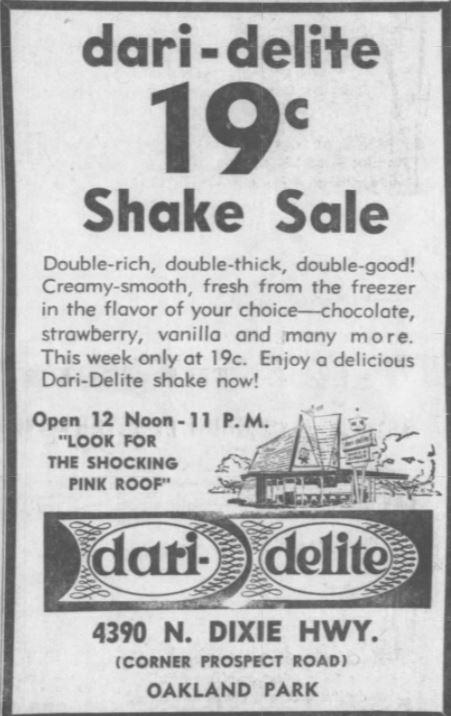 dari-delite
19c
Shake Sale
Double-rich, double-thick, double-good!
Creamy-smooth, fresh from the freezer
in the flavor of your choice—chocolate,
strawberry, vanilla and many more.
This week only at 19c. Enjoy a delicious
Dari-Delite shake now!
Open 12 Noon-11 P.M.
"LOOK FOR
THE SHOCKING
PINK ROOF"
dari-delite
4390 N. DIXIE HWY.
(CORNER PROSPECT ROAD)
OAKLAND PARK